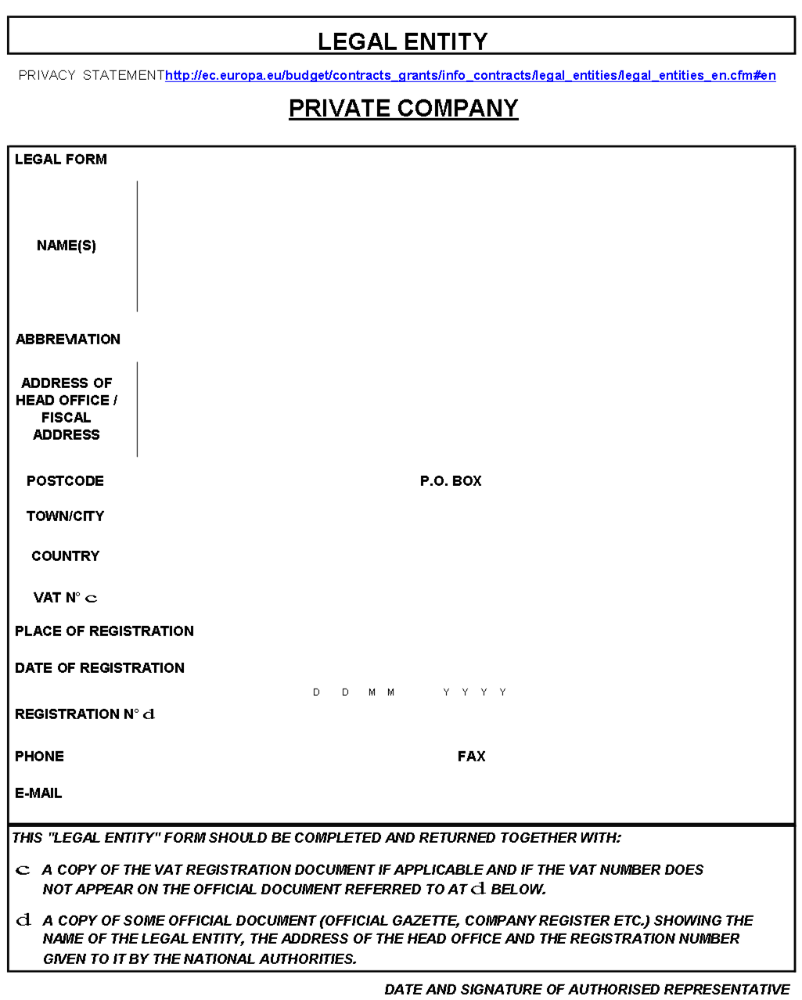 LEGAL ENTITY
PRIVACY STATEMENT http://ec.europa.eu/budget/contracts_grants/info_contracts/legal_entities/legal_entities_en.cfm#en
PRIVATE COMPANY
LEGAL FORM
NAME(S)
ABBREVIATION
ADDRESS OF
HEAD OFFICE /
FISCAL
ADDRESS
POSTCODE P.O. BOX
TOWN/CITY
COUNTRY
VAT N° c
PLACE OF REGISTRATION
DATE OF REGISTRATION
D D M M Y Y Y Y
REGISTRATION N° d
PHONE FAX
E-MAIL
THIS "LEGAL ENTITY" FORM SHOULD BE COMPLETED AND RETURNED TOGETHER WITH:
c A COPY OF THE VAT REGISTRATION DOCUMENT IF APPLICABLE AND IF THE VAT NUMBER DOES
NOT APPEAR ON THE OFFICIAL DOCUMENT REFERRED TO AT d BELOW.
d A COPY OF SOME OFFICIAL DOCUMENT (OFFICIAL GAZETTE, COMPANY REGISTER ETC.) SHOWING THE
NAME OF THE LEGAL ENTITY, THE ADDRESS OF THE HEAD OFFICE AND THE REGISTRATION NUMBER
GIVEN TO IT BY THE NATIONAL AUTHORITIES.
DATE AND SIGNATURE OF AUTHORISED REPRESENTATIVE